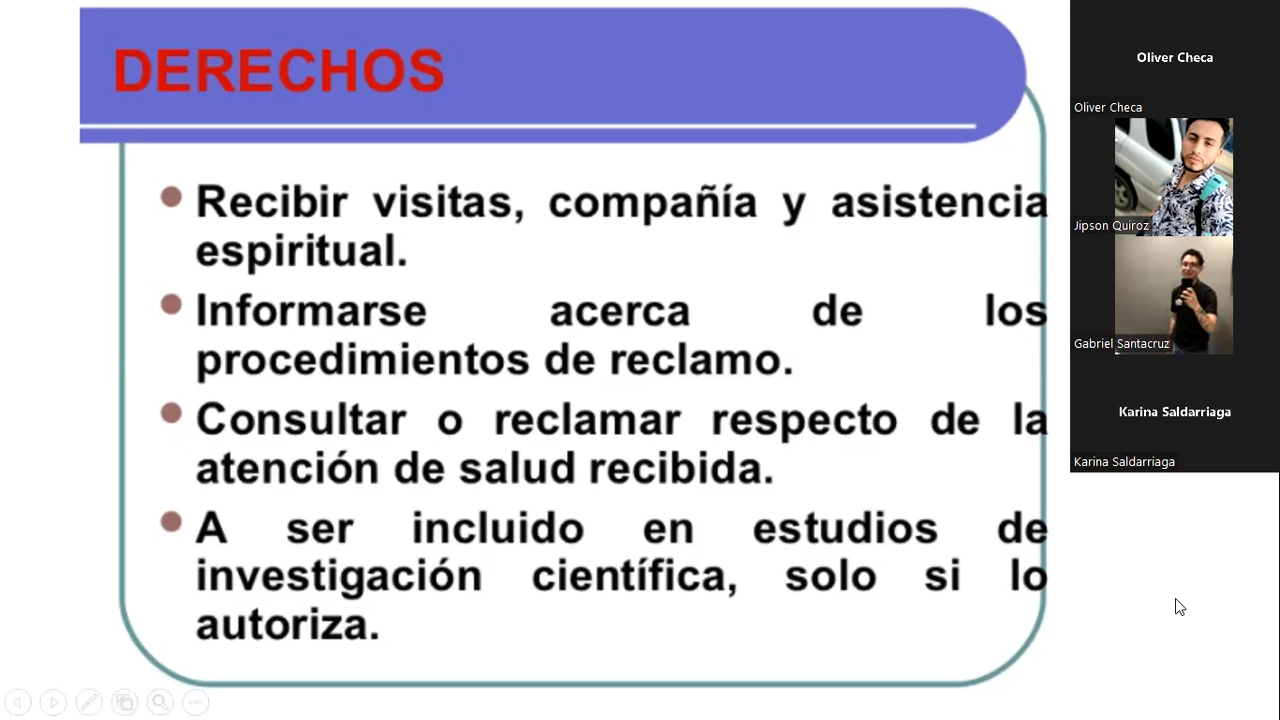 DERECHOS
Recibir visitas, compañía y asistencia
espiritual.
Informarse acerca de los
procedimientos de reclamo.
Consultar o reclamar respecto de la
atención de salud recibida.
A ser incluido en estudios de
investigación científica, solo si lo
autoriza.
Oliver Checa
Oliver Checa
Jipson Quiroz
Gabriel Santacruz
Karina Saldarriaga
Karina Saldarriaga